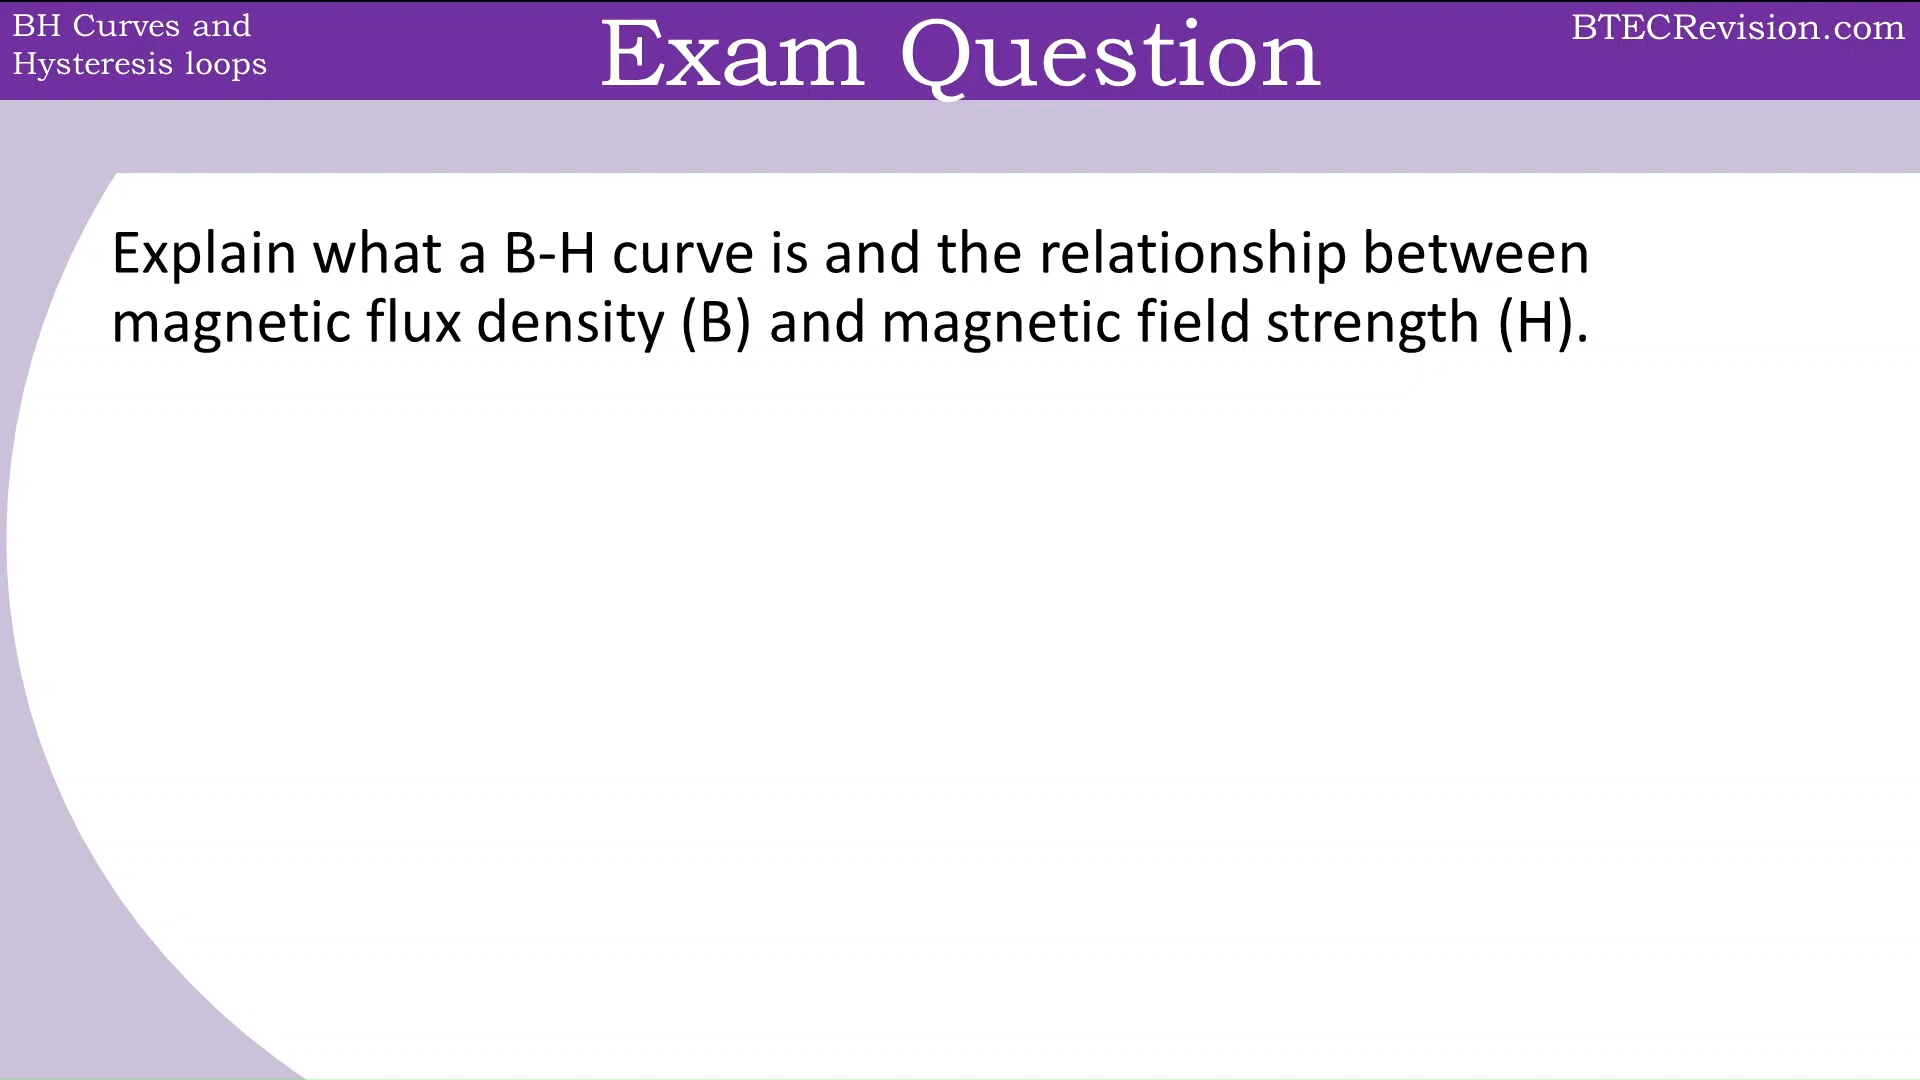 BH Curves and
Hysteresis loops
Exam Question
BTECRevision.com
Explain what a B-H curve is and the relationship between
magnetic flux density (B) and magnetic field strength (H).